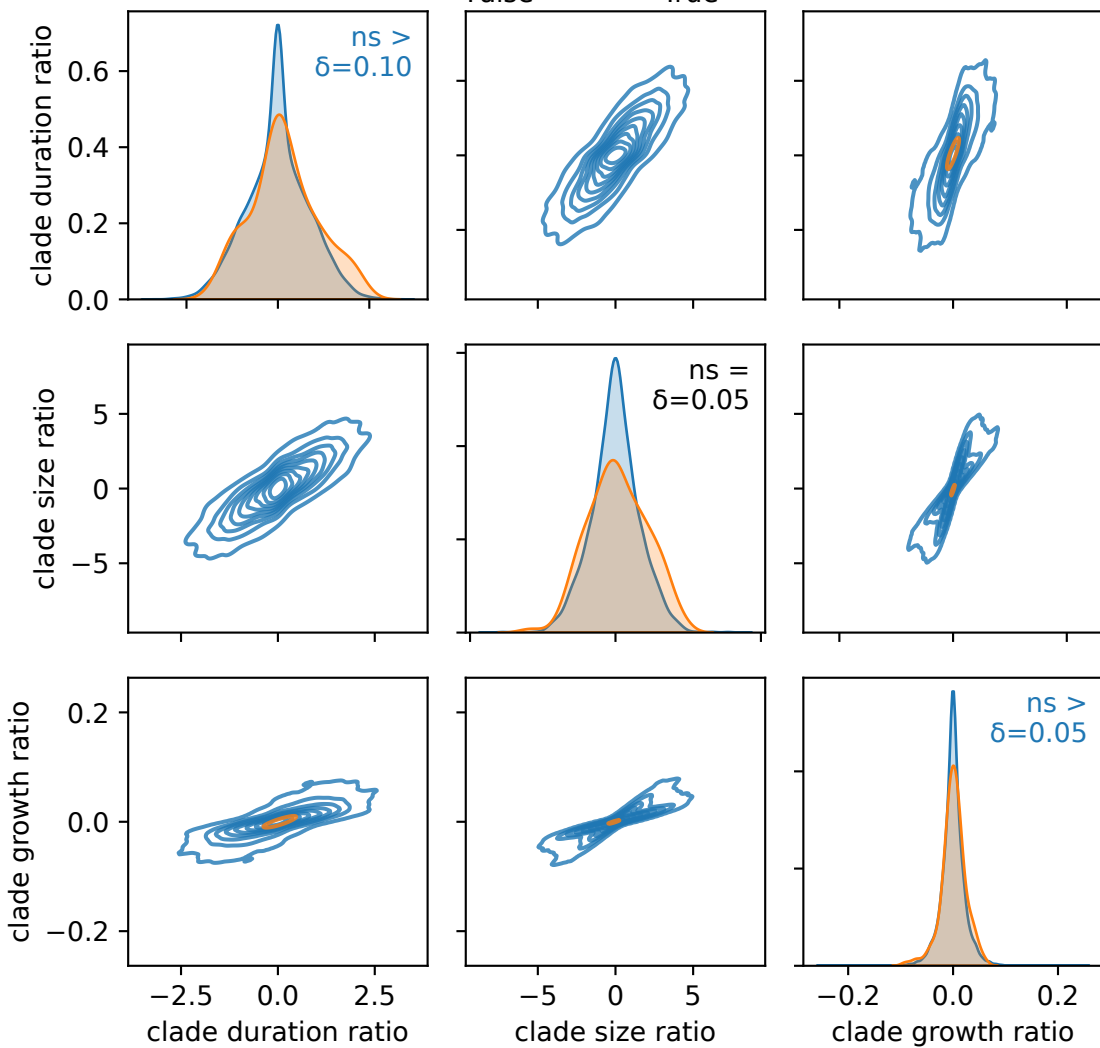 clade duration ratio
0.6
0.4
0.2
0.0
ns >
δ=0.10
clade size ratio
5
0
−5
ns =
δ=0.05
clade growth ratio
0.2
0.0
−0.2
ns >
δ=0.05
−2.5 0.0 2.5
clade duration ratio
−5 0 5
clade size ratio
−0.2 0.0 0.2
clade growth ratio